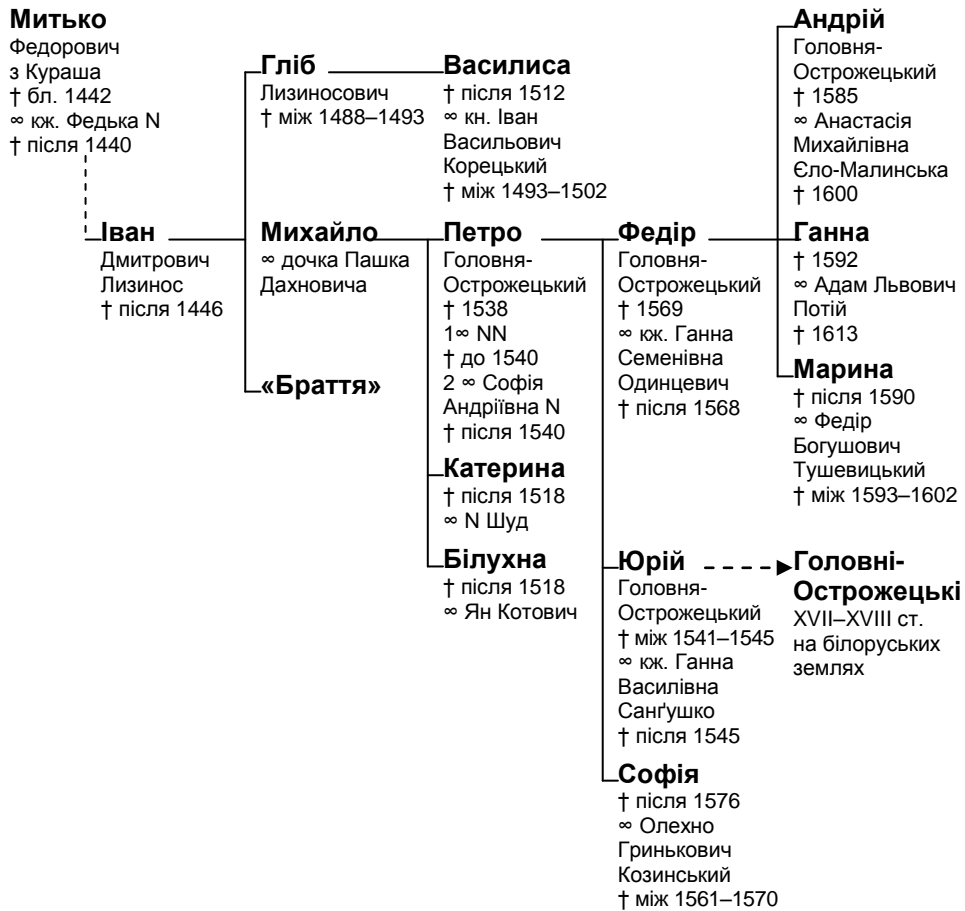 Митько
Федорович
з Кураша
† бл. 1442
∞ кж. Федька N
† після 1440
Іван
Дмитрович
Лизинос
† після 1446
Гліб
Лизиносович
† між 1488–1493
Михайло
∞ дочка Пашка
Дахновича
«Браття»
Василиса
† після 1512
∞ кн. Іван
Васильович
Корецький
† між 1493–1502
Петро
Головня-
Острожецький
† 1538
1∞ NN
† до 1540
2 ∞ Софія
Андріївна N
† після 1540
Катерина
† після 1518
∞ N Шуд
Білухна
† після 1518
∞ Ян Котович
Федір
Головня-
Острожецький
† 1569
∞ кж. Ганна
Семенівна
Одинцевич
† після 1568
Юрій
Головня-
Острожецький
† між 1541–1545
∞ кж. Ганна
Василівна
Санґушко
† після 1545
Софія
† після 1576
∞ Олехно
Гринькович
Козинський
† між 1561–1570
Андрій
Головня-
Острожецький
† 1585
∞ Анастасія
Михайлівна
Єло-Малинська
† 1600
Ганна
† 1592
∞ Адам Львович
Потій
† 1613
Марина
† після 1590
∞ Федір
Богушович
Тушевицький
† між 1593–1602
Головні-
Острожецькі
XVII–XVIII ст.
на білоруських
землях